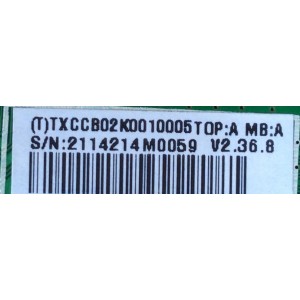 (T)TXCCB02K0010005TOP:A MB:A
S/N:2114214M0059 V2.36.8